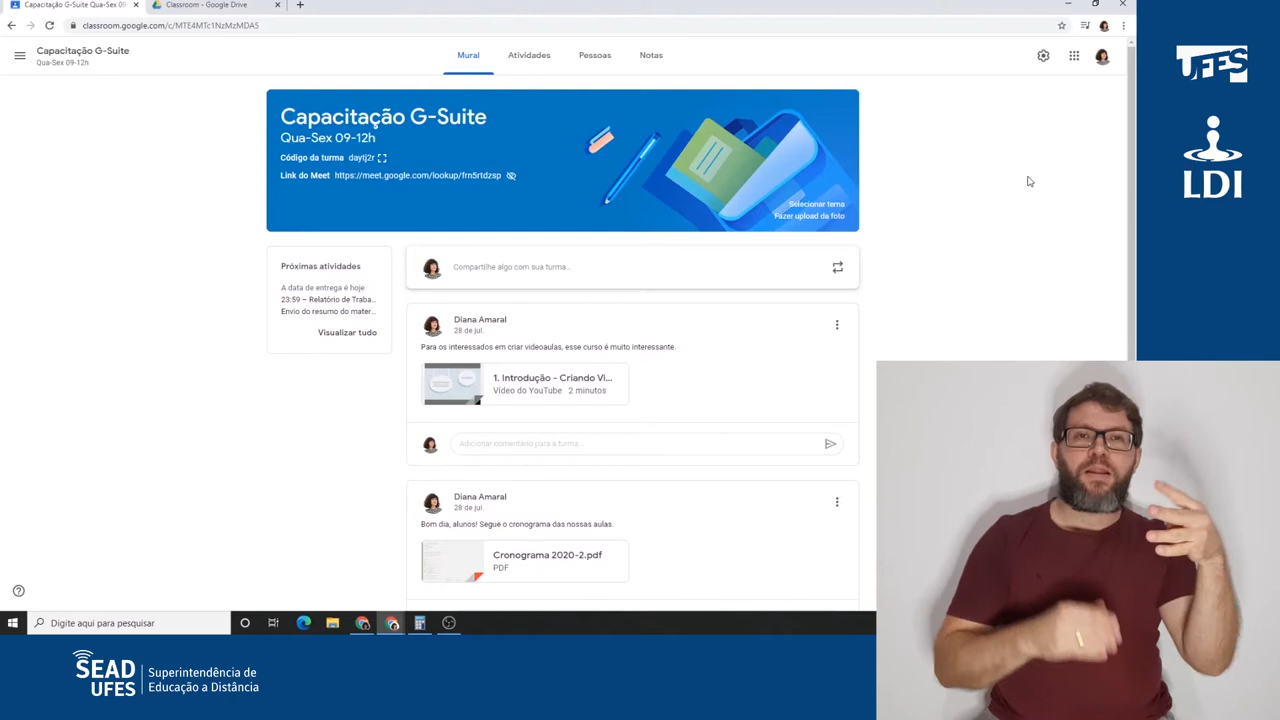 Capacitação G-Suite Qua-Sex 09
Classroom - Google Drive
classroom.google.com/c/MTE4MTc1NzMzMDA5
Capacitação G-Suite
Qua-Sex 09-12h
Mural
Atividades
Pessoas
Notas
Capacitação G-Suite
Qua-Sex 09-12h
Código da turma daytj2r
Link do Meet https://meet.google.com/lookup/frn5rtdzsp
Selecionar tema
Fazer upload da foto
Próximas atividades
A data de entrega é hoje
23:59 – Relatório de Traba...
Envio do resumo do mater...
Visualizar tudo
Compartilhe algo com sua turma...
Diana Amaral
28 de jul.
Para os interessados em criar videoaulas, esse curso é muito interessante.
1. Introdução - Criando Vi...
Vídeo do YouTube 2 minutos
Adicionar comentário para a turma...
Diana Amaral
28 de jul.
Bom dia, alunos! Segue o cronograma das nossas aulas.
Cronograma 2020-2.pdf
PDF
Digite aqui para pesquisar
UFES
LDI
SEAD
UFES
Superintendência de
Educação a Distância